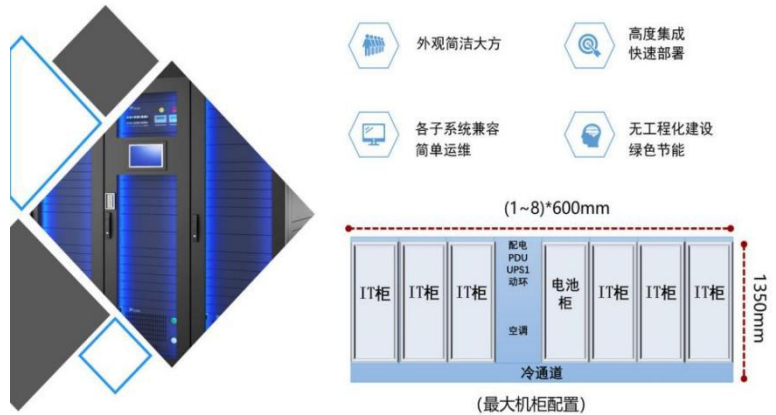 外观简洁大方
高度集成
快速部署
各子系统兼容
简单运维
无工程化建设
绿色节能
(1~8)*600mm
IT柜
IT柜
IT柜
配电
PDU
UPS1
动环
空调
电池
柜
IT柜
IT柜
IT柜
1350mm
冷通道
(最大机柜配置)